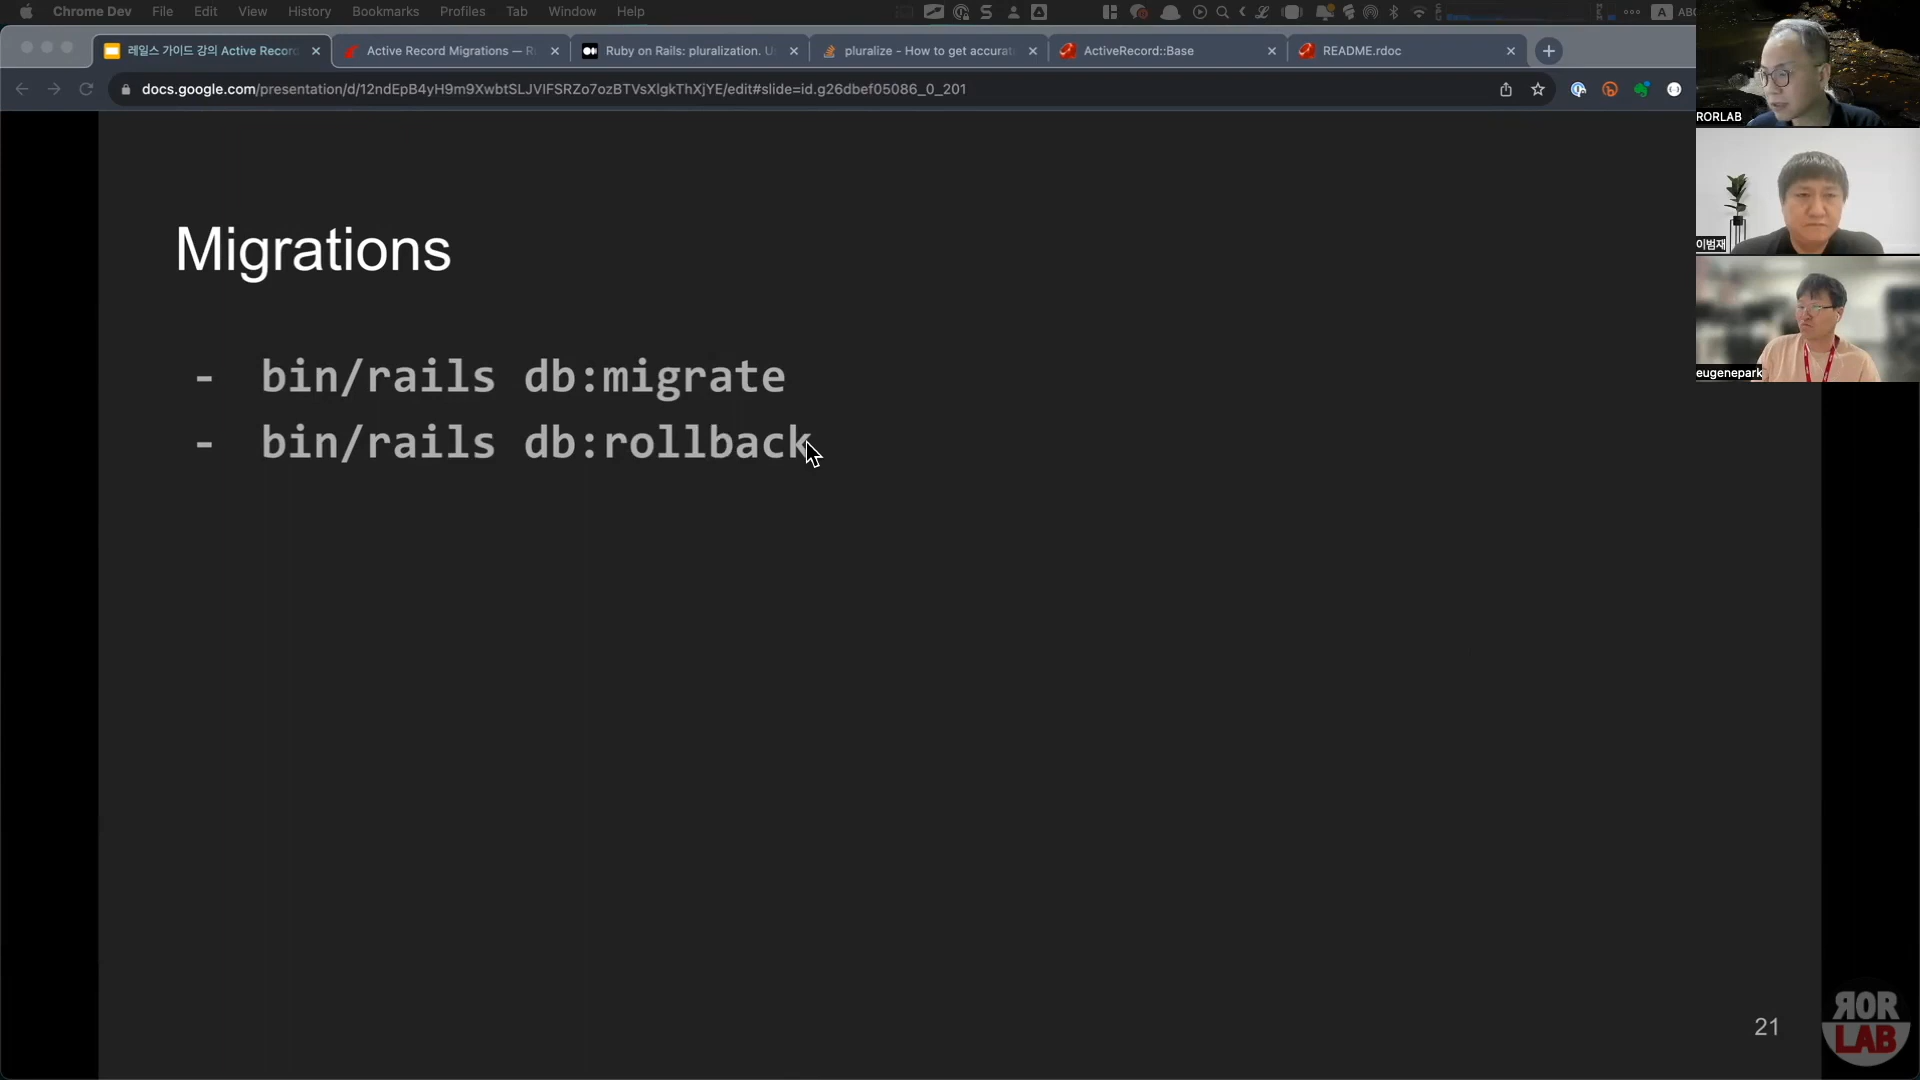 Chrome Dev File Edit View History Bookmarks Profiles Tab Window Help
레일스 가이드 강의 Active Record
Active Record Migrations — R
Ruby on Rails: pluralization. U
pluralize - How to get accurat
ActiveRecord::Base
README.rdoc
docs.google.com/presentation/d/12ndEpB4yH9m9XwbtSLJVIFSRZo7ozBTVsXlgkThXjYE/edit#slide=id.g26dbef05086_0_201
RORLAB
이범재
eugenepark
Migrations
- bin/rails db:migrate
- bin/rails db:rollback
21
ROR
LAB